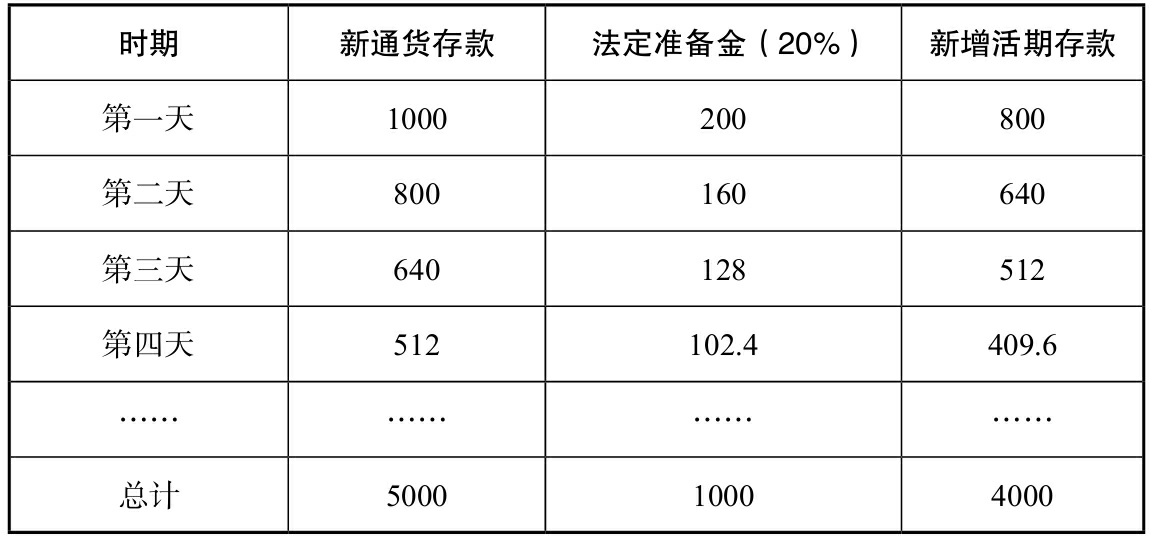 时期 新通货存款 法定准备金（20%） 新增活期存款
第一天 1000 200 800
第二天 800 160 640
第三天 640 128 512
第四天 512 102.4 409.6
…… …… …… ……
总计 5000 1000 4000